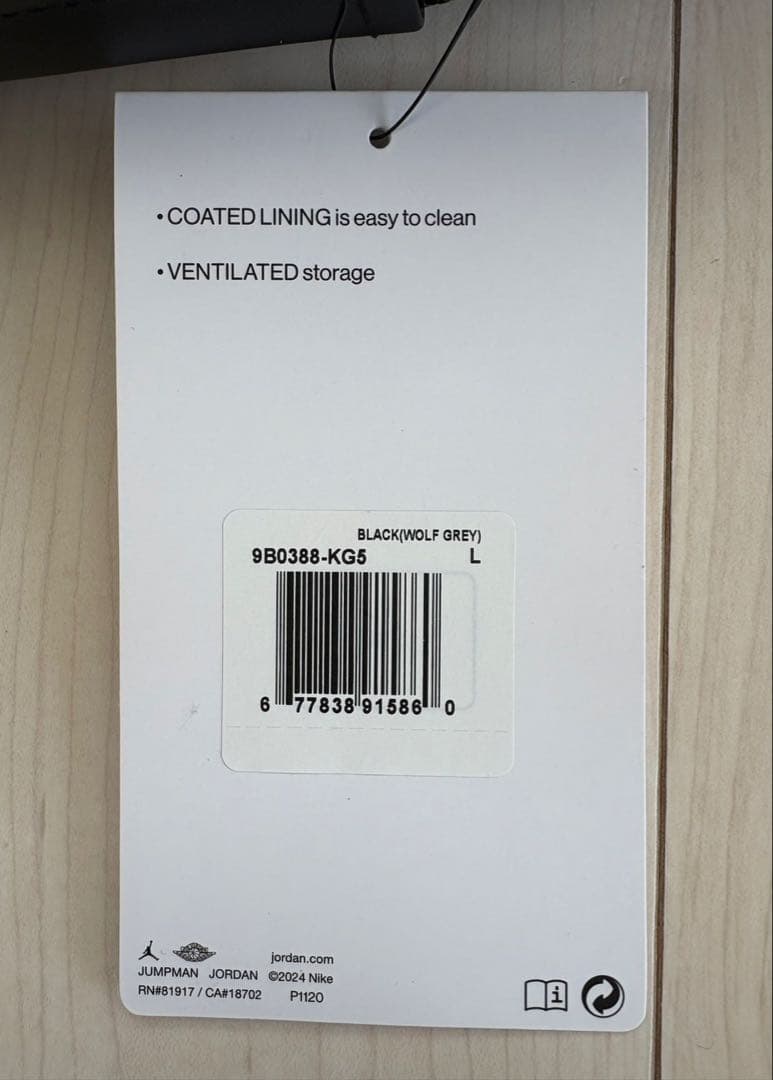 •COATED LINING is easy to clean
•VENTILATED storage
BLACK(WOLF GREY)
9B0388-KG5 L
6 77838 91586 0
jordan.com
JUMPMAN JORDAN ©2024 Nike
RN#81917 / CA#18702 P1120